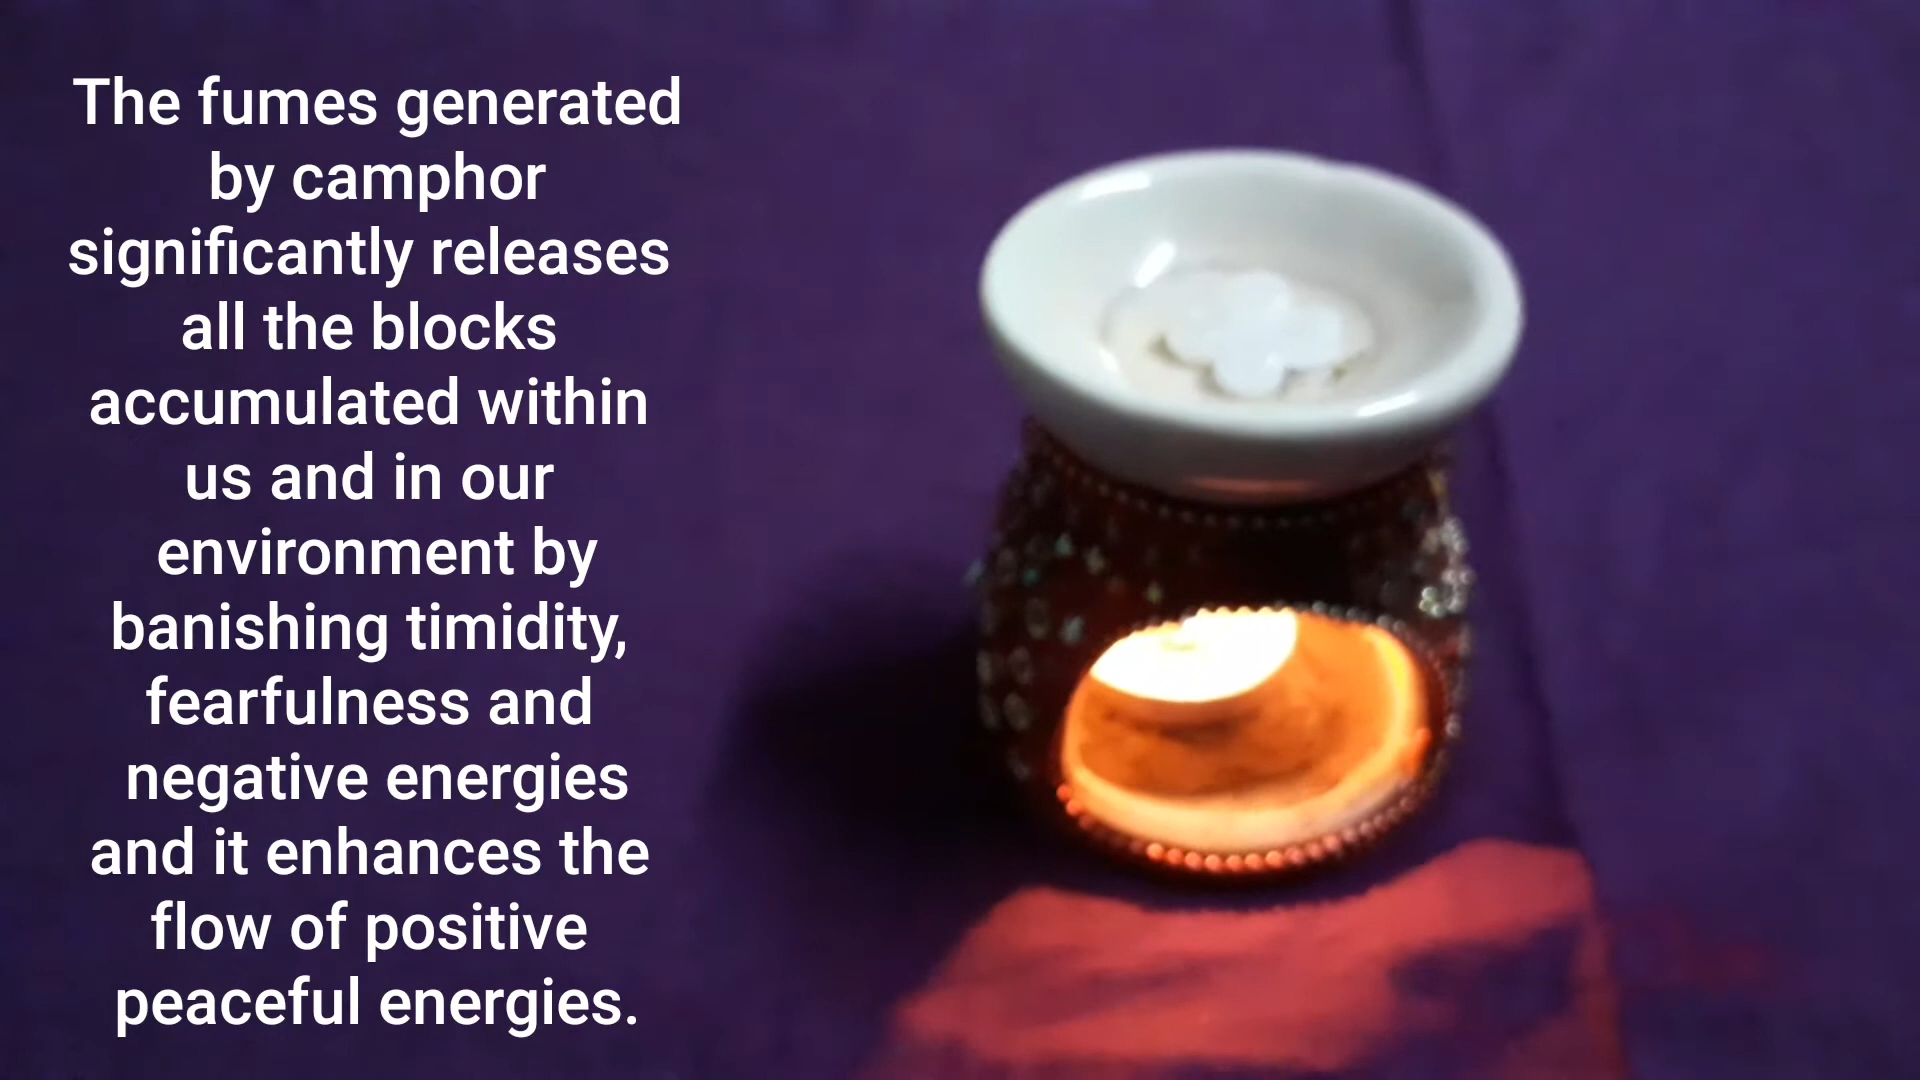 The fumes generated
by camphor
significantly releases
all the blocks
accumulated within
us and in our
environment by
banishing timidity,
fearfulness and
negative energies
and it enhances the
flow of positive
peaceful energies.